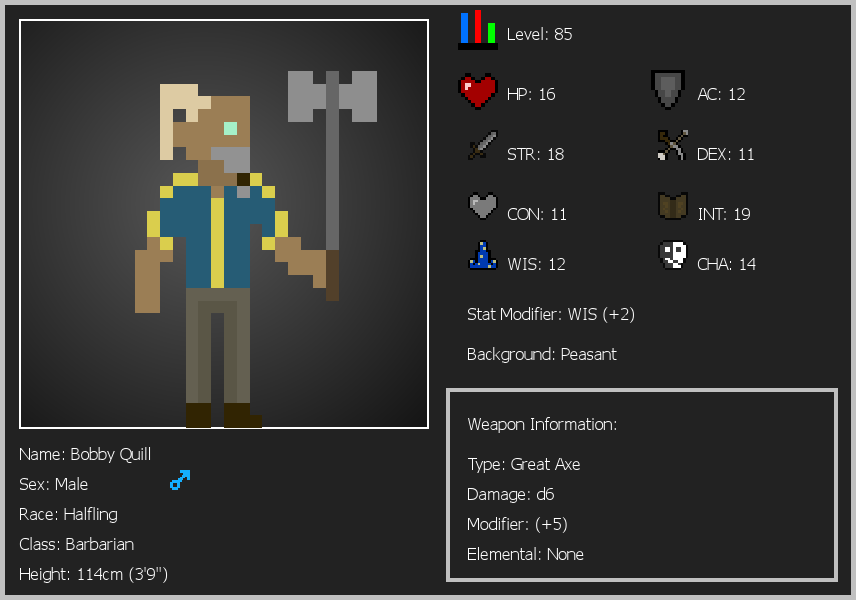 Level: 85
HP: 16
AC: 12
STR: 18
DEX: 11
CON: 11
INT: 19
WIS: 12
CHA: 14
Stat Modifier: WIS (+2)
Background: Peasant
Weapon Information:
Type: Great Axe
Damage: d6
Modifier: (+5)
Elemental: None
Name: Bobby Quill
Sex: Male
Race: Halfling
Class: Barbarian
Height: 114cm (3'9")